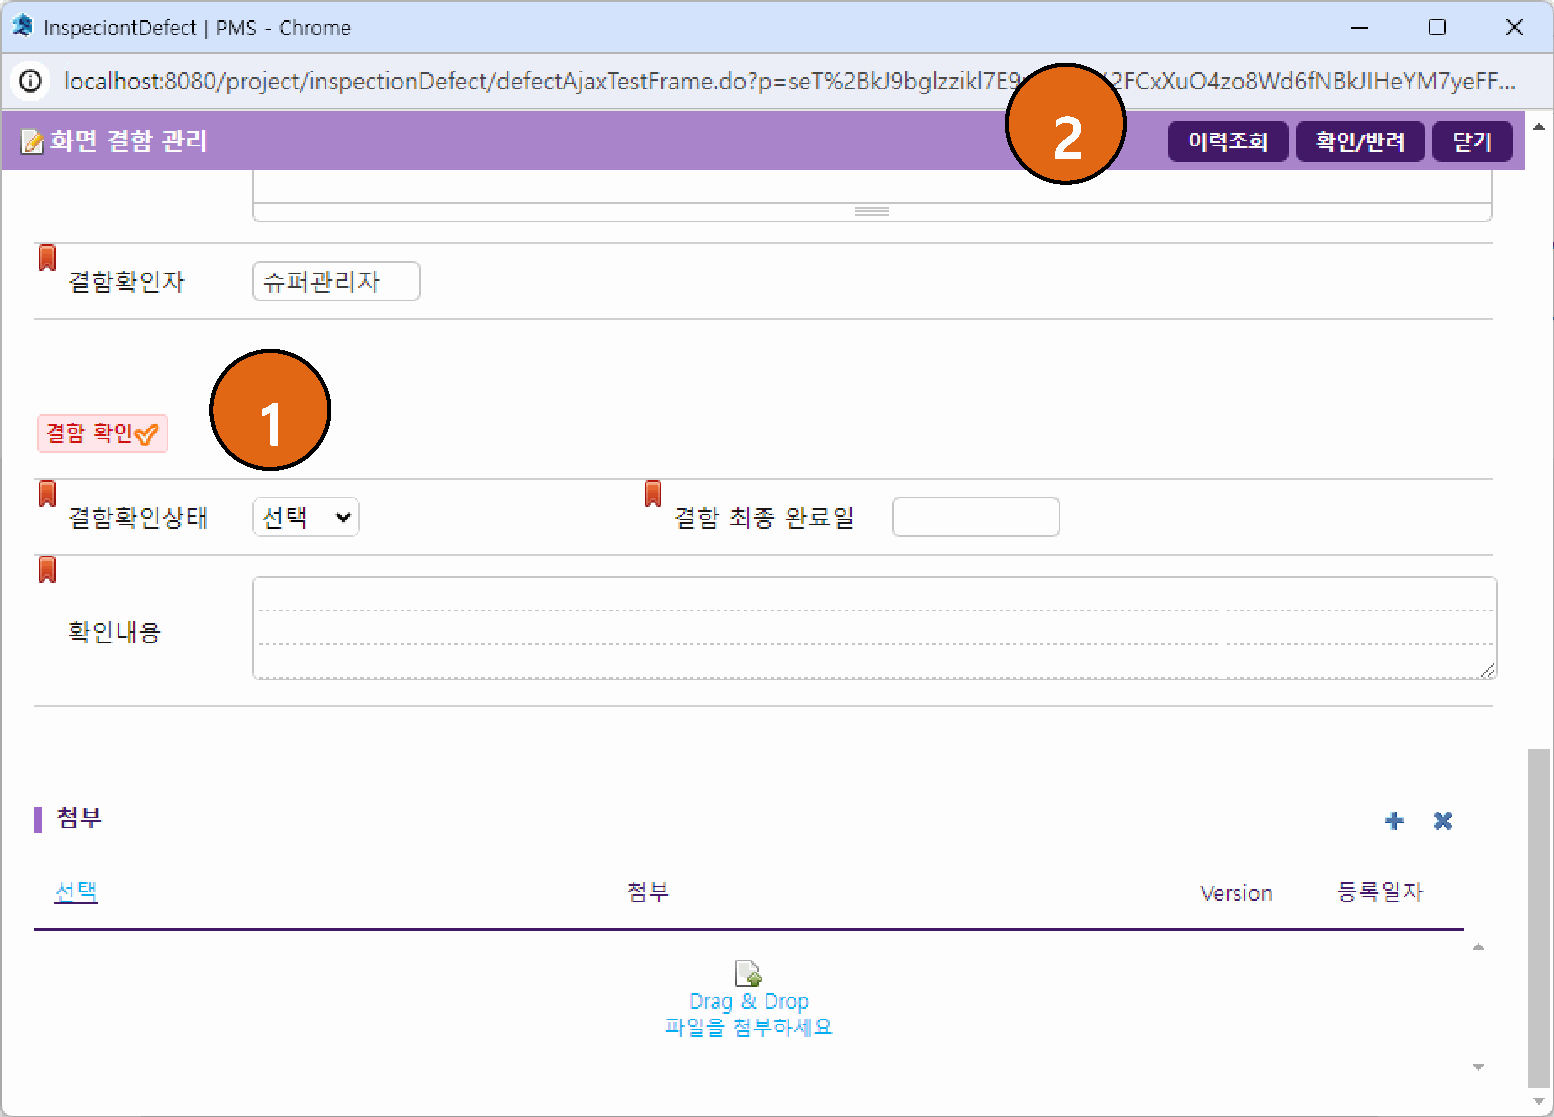 InspeciontDefect | PMS - Chrome
localhost:8080/project/inspectionDefect/defectAjaxTestFrame.do?p=seT%2BkJ9bglzzikl7E9 2FCxXuO4zo8Wd6fNBkJIHeYM7yeFF...
화면 결함 관리
2
이력조회
확인/반려
닫기
결함확인자
슈퍼관리자
1
결함 확인
결함확인상태
선택
결함 최종 완료일
확인내용
첨부
선택
첨부
Version
등록일자
Drag & Drop
파일을 첨부하세요